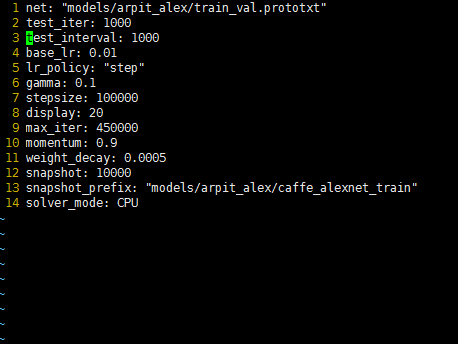 1 net: "models/arpit_alex/train_val.prototxt"
2 test_iter: 1000
3 test_interval: 1000
4 base_lr: 0.01
5 lr_policy: "step"
6 gamma: 0.1
7 stepsize: 100000
8 display: 20
9 max_iter: 450000
10 momentum: 0.9
11 weight_decay: 0.0005
12 snapshot: 10000
13 snapshot_prefix: "models/arpit_alex/caffe_alexnet_train"
14 solver_mode: CPU
~
~
~
~
~
~
~
~
~